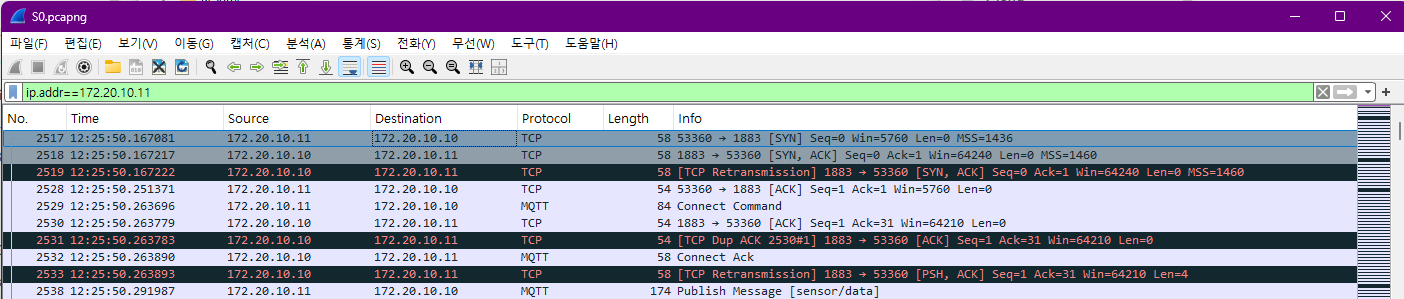 S0.pcapng
파일(F) 편집(E) 보기(V) 이동(G) 캡처(C) 분석(A) 통계(S) 전화(Y) 무선(W) 도구(T) 도움말(H)
ip.addr==172.20.10.11
No. Time Source Destination Protocol Length Info
2517 12:25:50.167081 172.20.10.11 172.20.10.10 TCP 58 53360 → 1883 [SYN] Seq=0 Win=5760 Len=0 MSS=1436
2518 12:25:50.167217 172.20.10.10 172.20.10.11 TCP 58 1883 → 53360 [SYN, ACK] Seq=0 Ack=1 Win=64240 Len=0 MSS=1460
2519 12:25:50.167222 172.20.10.10 172.20.10.11 TCP 58 [TCP Retransmission] 1883 → 53360 [SYN, ACK] Seq=0 Ack=1 Win=64240 Len=0 MSS=1460
2528 12:25:50.251371 172.20.10.11 172.20.10.10 TCP 54 53360 → 1883 [ACK] Seq=1 Ack=1 Win=5760 Len=0
2529 12:25:50.263696 172.20.10.11 172.20.10.10 MQTT 84 Connect Command
2530 12:25:50.263779 172.20.10.10 172.20.10.11 TCP 54 1883 → 53360 [ACK] Seq=1 Ack=31 Win=64210 Len=0
2531 12:25:50.263783 172.20.10.10 172.20.10.11 TCP 54 [TCP Dup ACK 2530#1] 1883 → 53360 [ACK] Seq=1 Ack=31 Win=64210 Len=0
2532 12:25:50.263890 172.20.10.10 172.20.10.11 MQTT 58 Connect Ack
2533 12:25:50.263893 172.20.10.10 172.20.10.11 TCP 58 [TCP Retransmission] 1883 → 53360 [PSH, ACK] Seq=1 Ack=31 Win=64210 Len=4
2538 12:25:50.291987 172.20.10.11 172.20.10.10 MQTT 174 Publish Message [sensor/data]